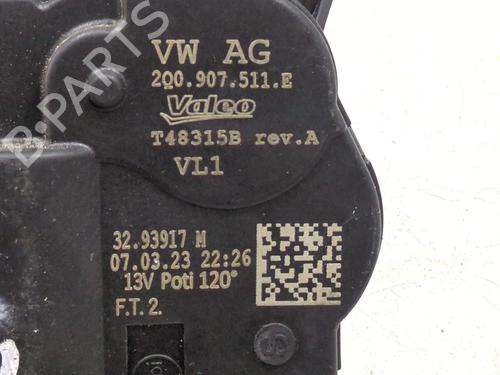 VW AG
2Q0.907.511.E
Valeo
T48315B rev.A
VL1
32.939I7 M
07.03.23 22:26
13V Poti 120°
F.T.2.
B-PARTS